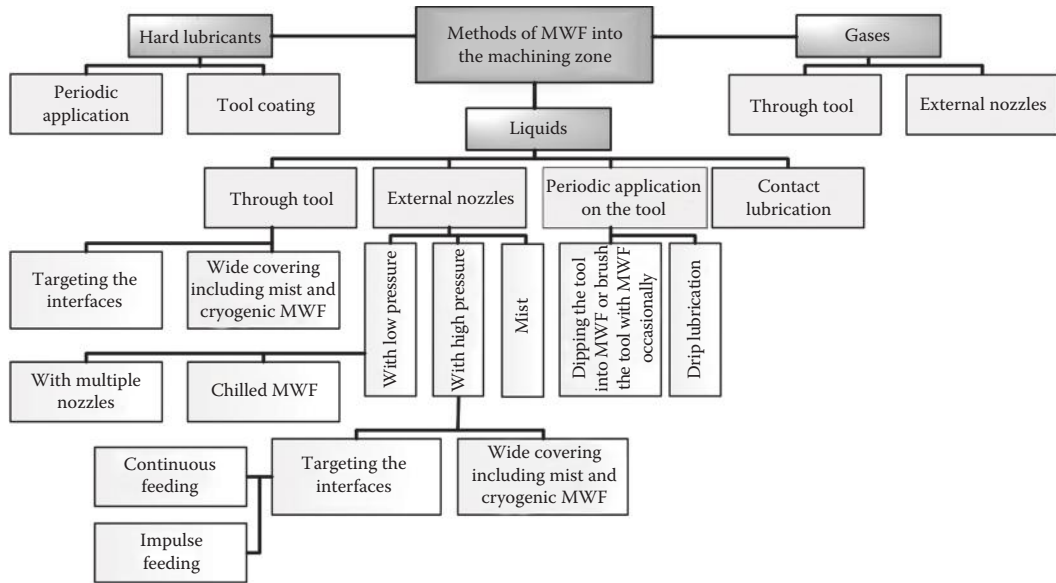 Hard lubricants
Methods of MWF into
the machining zone
Gases
Periodic
application
Tool coating
Through tool
External nozzles
Liquids
Through tool
External nozzles
Periodic application
on the tool
Contact
lubrication
Targeting the
interfaces
Wide covering
including mist and
cryogenic MWF
With low pressure
With high pressure
Mist
Dipping the tool
into MWF or brush
the tool with MWF
occasionally
Drip lubrication
With multiple
nozzles
Chilled MWF
Continuous
feeding
Targeting the
interfaces
Wide covering
including mist and
cryogenic MWF
Impulse
feeding